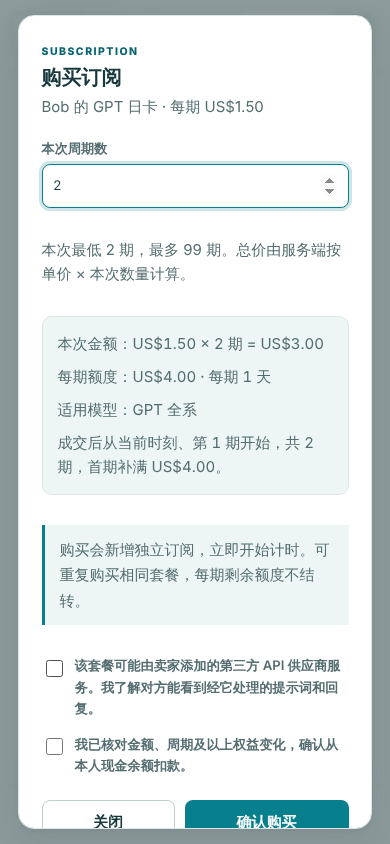 SUBSCRIPTION
购买订阅
Bob 的 GPT 日卡 · 每期 US$1.50
本次周期数
2
本次最低 2 期，最多 99 期。总价由服务端按
单价 × 本次数量计算。
本次金额：US$1.50 × 2 期 = US$3.00
每期额度：US$4.00 · 每期 1 天
适用模型：GPT 全系
成交后从当前时刻、第 1 期开始，共 2
期，首期补满 US$4.00。
购买会新增独立订阅，立即开始计时。可
重复购买相同套餐，每期剩余额度不结
转。
该套餐可能由卖家添加的第三方 API 供应商服
务。我了解对方能看到经它处理的提示词和回
复。
我已核对金额、周期及以上权益变化，确认从
本人现金余额扣款。
关闭
确认购买